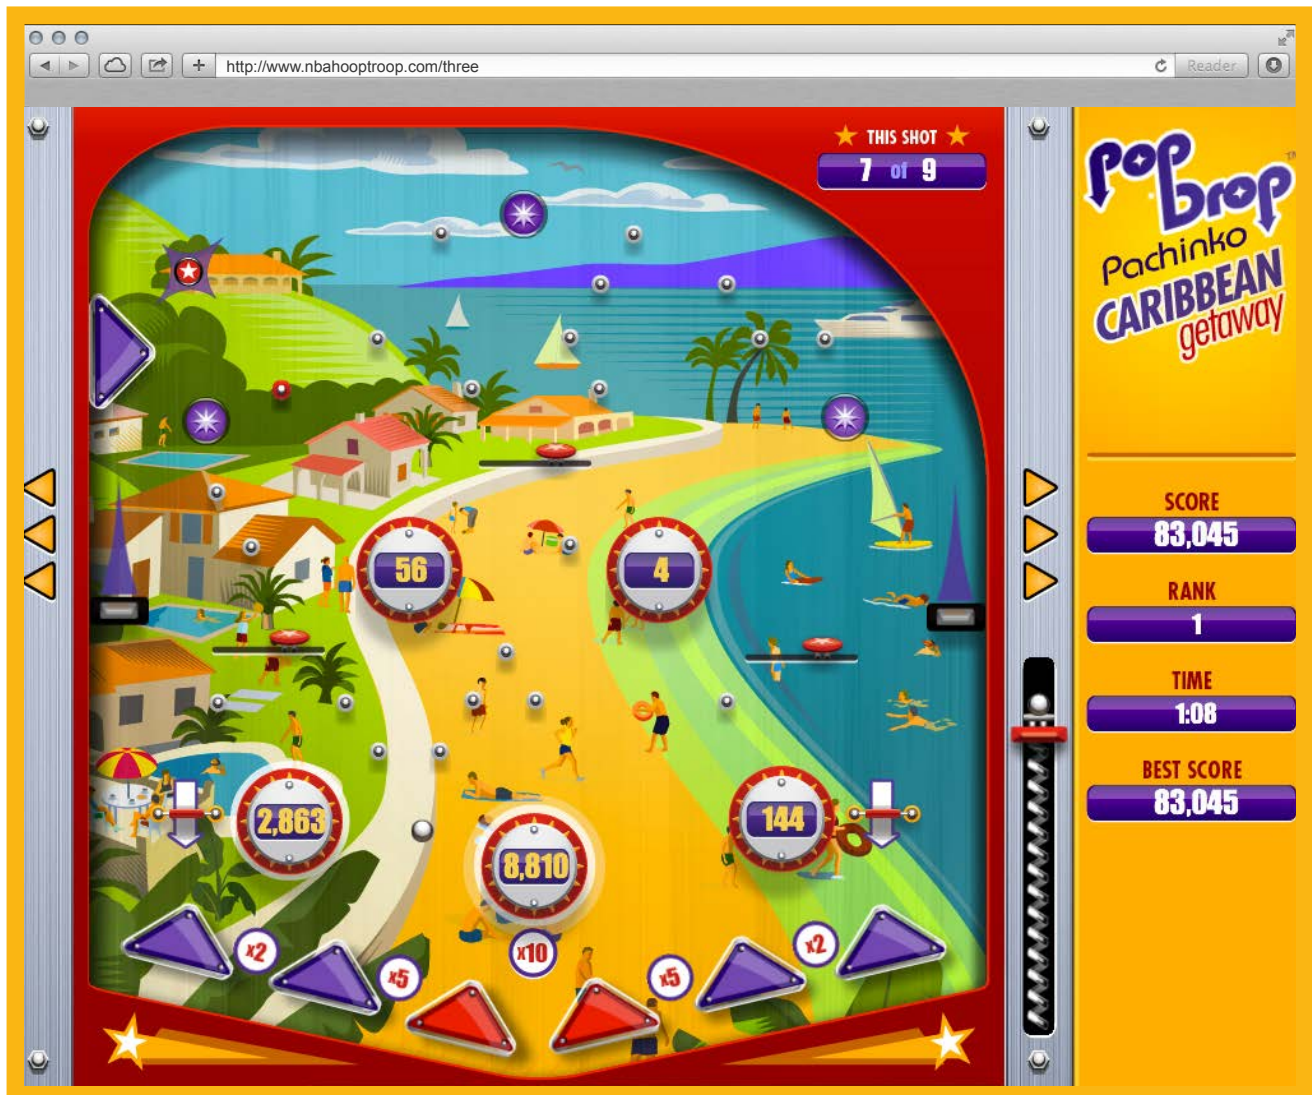 http://www.nbahooptroop.com/three
Reader
THIS SHOT
7 of 9
pop
Drop
TM
Pachinko
CARIBBEAN
getaway
SCORE
83,045
RANK
1
TIME
1:08
BEST SCORE
83,045
56
4
2,863
8,810
144
x2
x5
x10
x5
x2